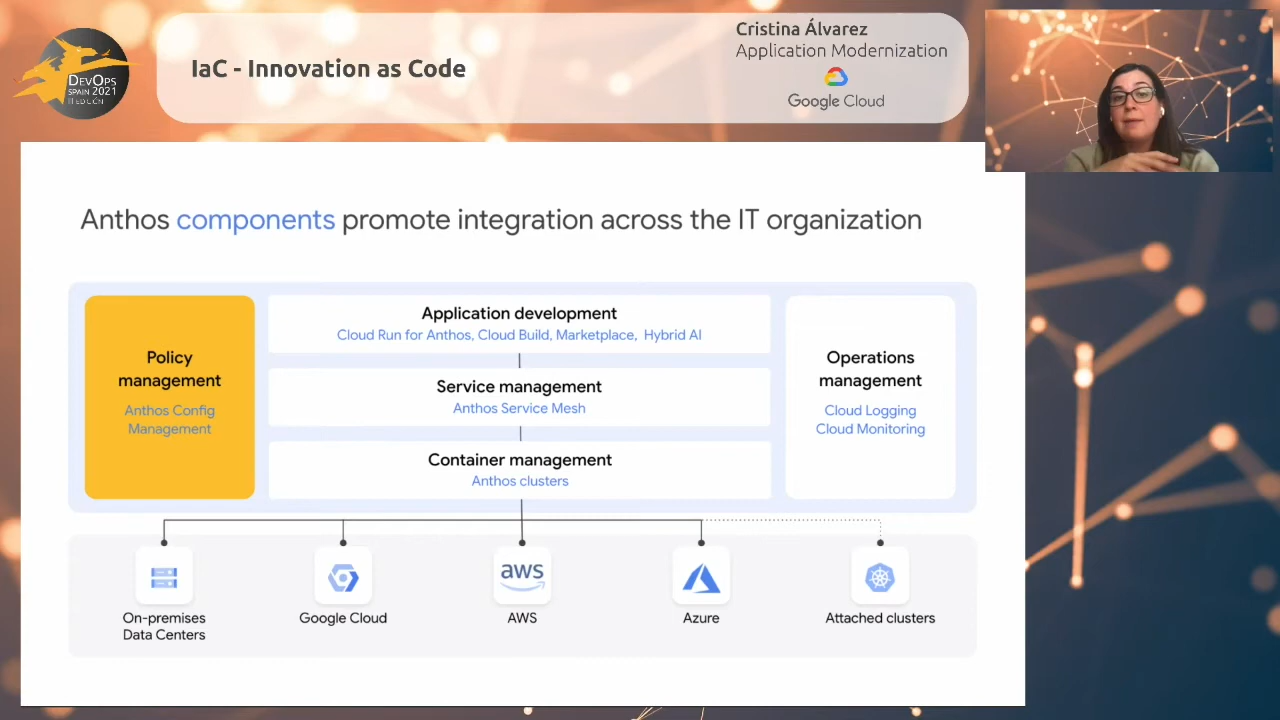 DevOps
SPAIN 2021
III EDICIÓN
IaC - Innovation as Code
Cristina Álvarez
Application Modernization
Google Cloud
Anthos components promote integration across the IT organization
Policy
management
Anthos Config
Management
Application development
Cloud Run for Anthos, Cloud Build, Marketplace, Hybrid AI
Service management
Anthos Service Mesh
Container management
Anthos clusters
Operations
management
Cloud Logging
Cloud Monitoring
On-premises
Data Centers
Google Cloud
aws
AWS
Azure
Attached clusters